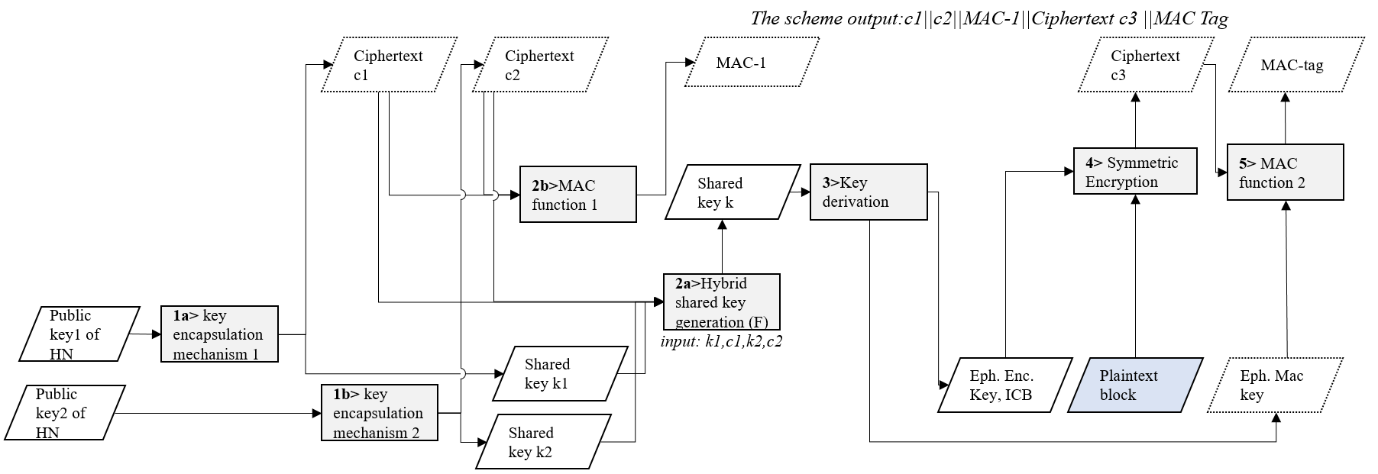 The scheme output:c1||c2||MAC-1||Ciphertext c3 ||MAC Tag
Ciphertext
c1
Ciphertext
c2
MAC-1
Ciphertext
c3
MAC-tag
2b>MAC
function 1
Shared
key k
3>Key
derivation
4> Symmetric
Encryption
5> MAC
function 2
2a>Hybrid
shared key
generation (F)
input: k1,c1,k2,c2
Public
key1 of
HN
1a> key
encapsulation
mechanism 1
Shared
key k1
Public
key2 of
HN
1b> key
encapsulation
mechanism 2
Shared
key k2
Eph. Enc.
Key, ICB
Plaintext
block
Eph. Mac
key